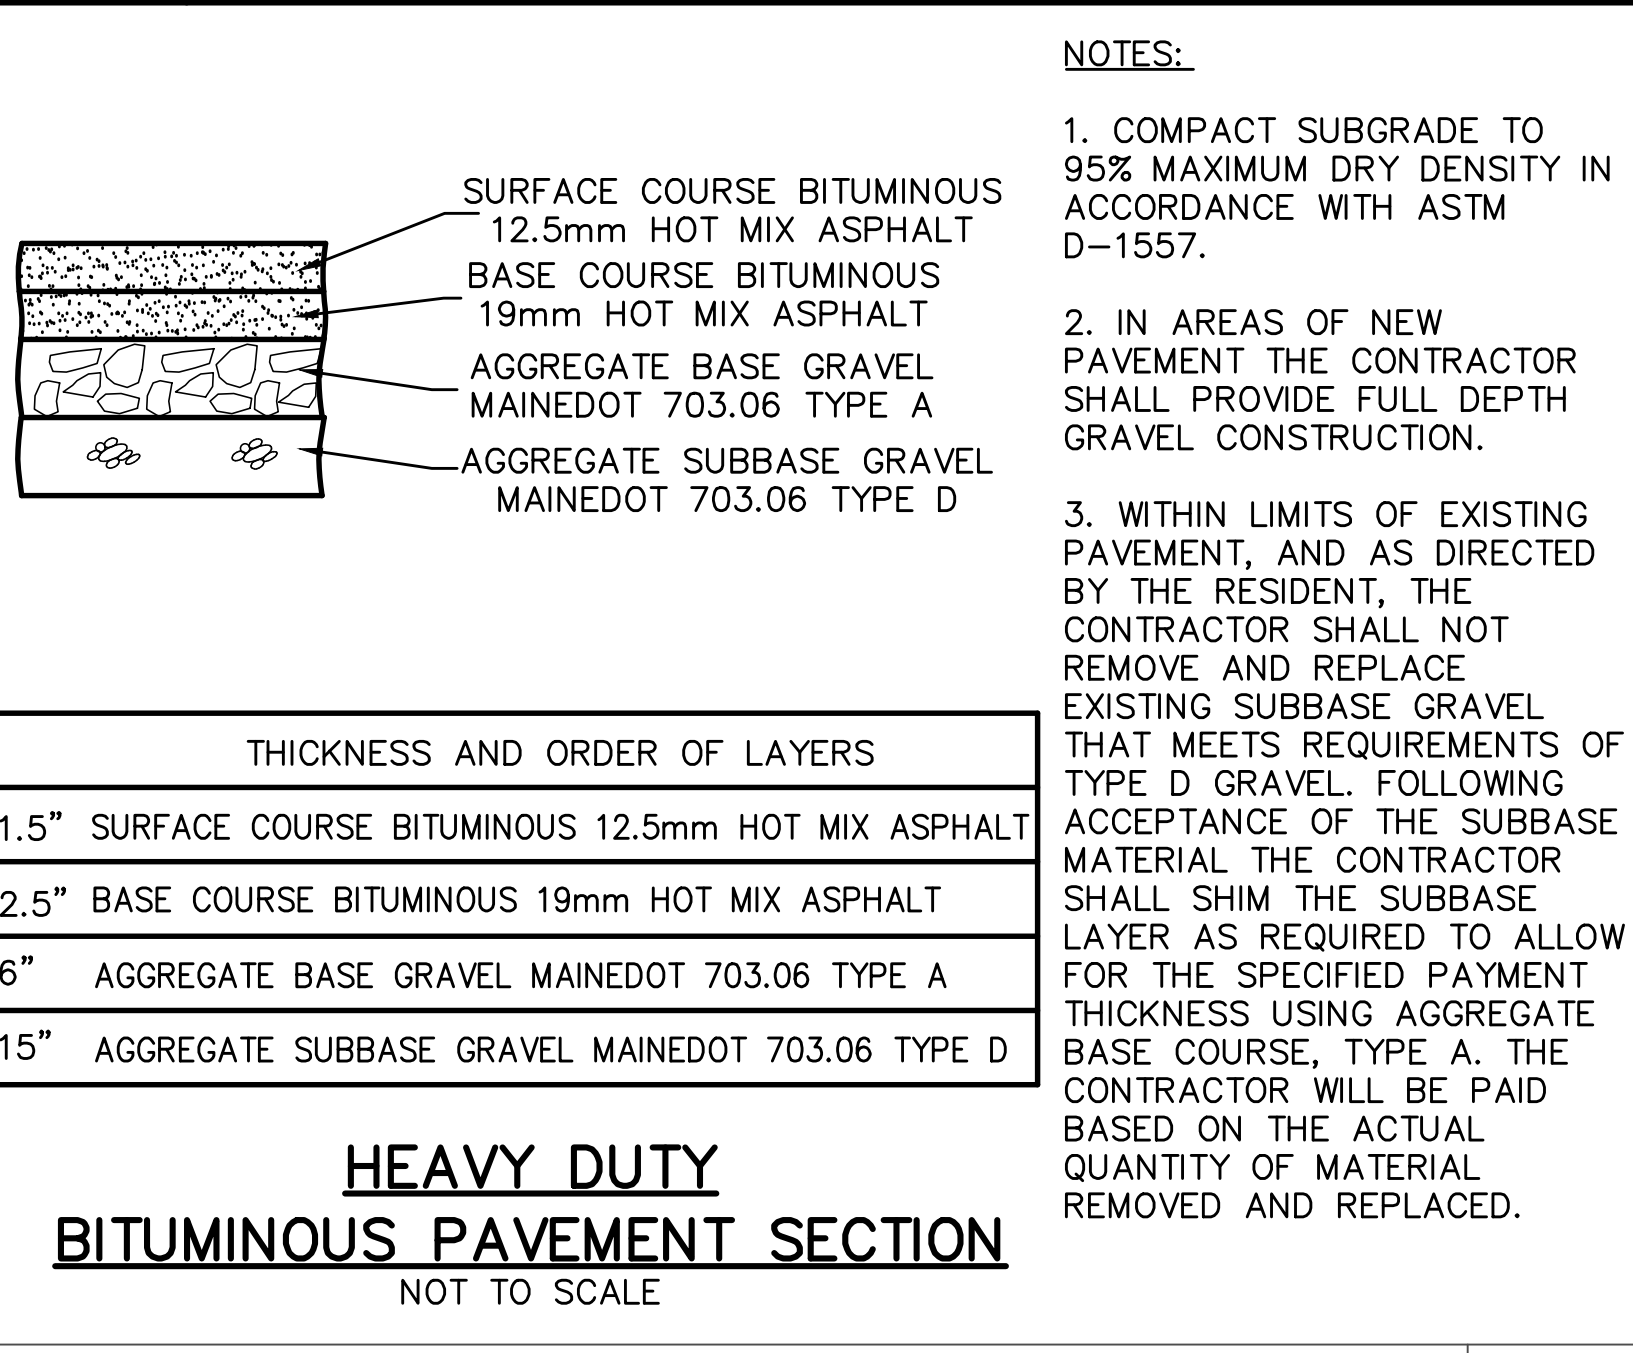 SURFACE COURSE BITUMINOUS
12.5mm HOT MIX ASPHALT
BASE COURSE BITUMINOUS
19mm HOT MIX ASPHALT
AGGREGATE BASE GRAVEL
MAINEDOT 703.06 TYPE A
AGGREGATE SUBBASE GRAVEL
MAINEDOT 703.06 TYPE D
THICKNESS AND ORDER OF LAYERS
1.5” SURFACE COURSE BITUMINOUS 12.5mm HOT MIX ASPHALT
2.5” BASE COURSE BITUMINOUS 19mm HOT MIX ASPHALT
6” AGGREGATE BASE GRAVEL MAINEDOT 703.06 TYPE A
15” AGGREGATE SUBBASE GRAVEL MAINEDOT 703.06 TYPE D
HEAVY DUTY
BITUMINOUS PAVEMENT SECTION
NOT TO SCALE
NOTES:
1. COMPACT SUBGRADE TO
95% MAXIMUM DRY DENSITY IN
ACCORDANCE WITH ASTM
D-1557.
2. IN AREAS OF NEW
PAVEMENT THE CONTRACTOR
SHALL PROVIDE FULL DEPTH
GRAVEL CONSTRUCTION.
3. WITHIN LIMITS OF EXISTING
PAVEMENT, AND AS DIRECTED
BY THE RESIDENT, THE
CONTRACTOR SHALL NOT
REMOVE AND REPLACE
EXISTING SUBBASE GRAVEL
THAT MEETS REQUIREMENTS OF
TYPE D GRAVEL. FOLLOWING
ACCEPTANCE OF THE SUBBASE
MATERIAL THE CONTRACTOR
SHALL SHIM THE SUBBASE
LAYER AS REQUIRED TO ALLOW
FOR THE SPECIFIED PAYMENT
THICKNESS USING AGGREGATE
BASE COURSE, TYPE A. THE
CONTRACTOR WILL BE PAID
BASED ON THE ACTUAL
QUANTITY OF MATERIAL
REMOVED AND REPLACED.